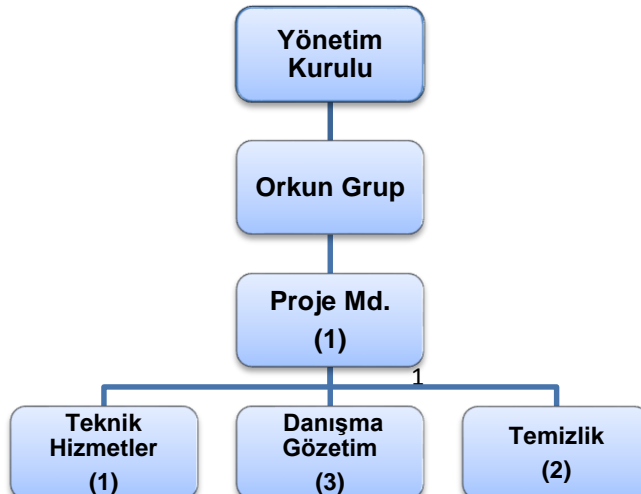 Yönetim
Kurulu
Orkun Grup
Proje Md.
(1)
1
Teknik
Hizmetler
(1)
Danışma
Gözetim
(3)
Temizlik
(2)